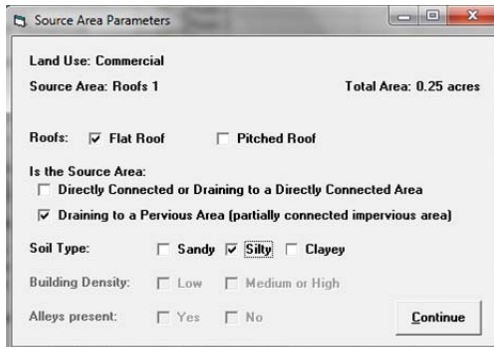 Source Area Parameters
Land Use: Commercial
Source Area: Roofs 1 Total Area: 0.25 acres
Roofs: Flat Roof Pitched Roof
Is the Source Area:
Directly Connected or Draining to a Directly Connected Area
Draining to a Pervious Area (partially connected impervious area)
Soil Type: Sandy Silty Clayey
Building Density: Low Medium or High
Alleys present: Yes No Continue